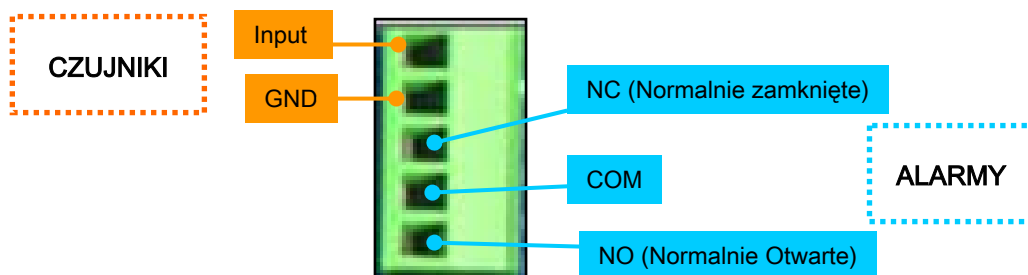 CZUJNIKI
Input
GND
NC (Normalnie zamknięte)
COM
NO (Normalnie Otwarte)
ALARMY